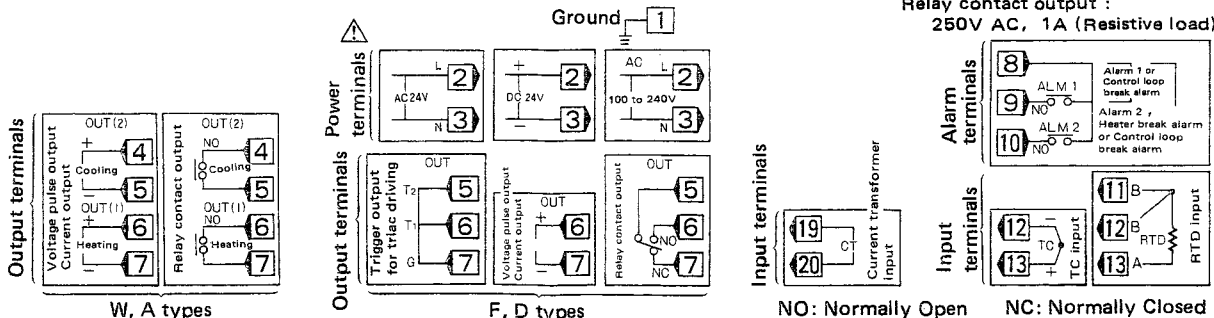 Relay contact output :
250V AC, 1A (Resistive load)
Ground 1
Power terminals
L 2
AC 24V
N 3
+ 2
DC 24V
− 3
AC L 2
100 to 240V
N 3
Output terminals
Voltage pulse output
Current output
OUT(2)
+ 4
Cooling
− 5
OUT(1)
+ 6
Heating
− 7
Relay contact output
OUT(2)
NO 4
Cooling
5
OUT(1)
NO 6
Heating
7
W, A types
Output terminals
Trigger output
for triac driving
OUT
T2 5
T1 6
G 7
Voltage pulse output
Current output
OUT
+ 6
− 7
Relay contact output
OUT
5
NO 6
NC 7
F, D types
Input terminals
19
CT
20
Current transformer
input
Alarm
terminals
8
9 NO ALM 1
10 NO ALM 2
Alarm 1 or
Control loop
break alarm
Alarm 2 ,
Heater break alarm
or Control loop
break alarm
Input
terminals
12 −
TC
13 +
TC input
11 B
12 B
RTD
13 A
RTD input
NO: Normally Open NC: Normally Closed